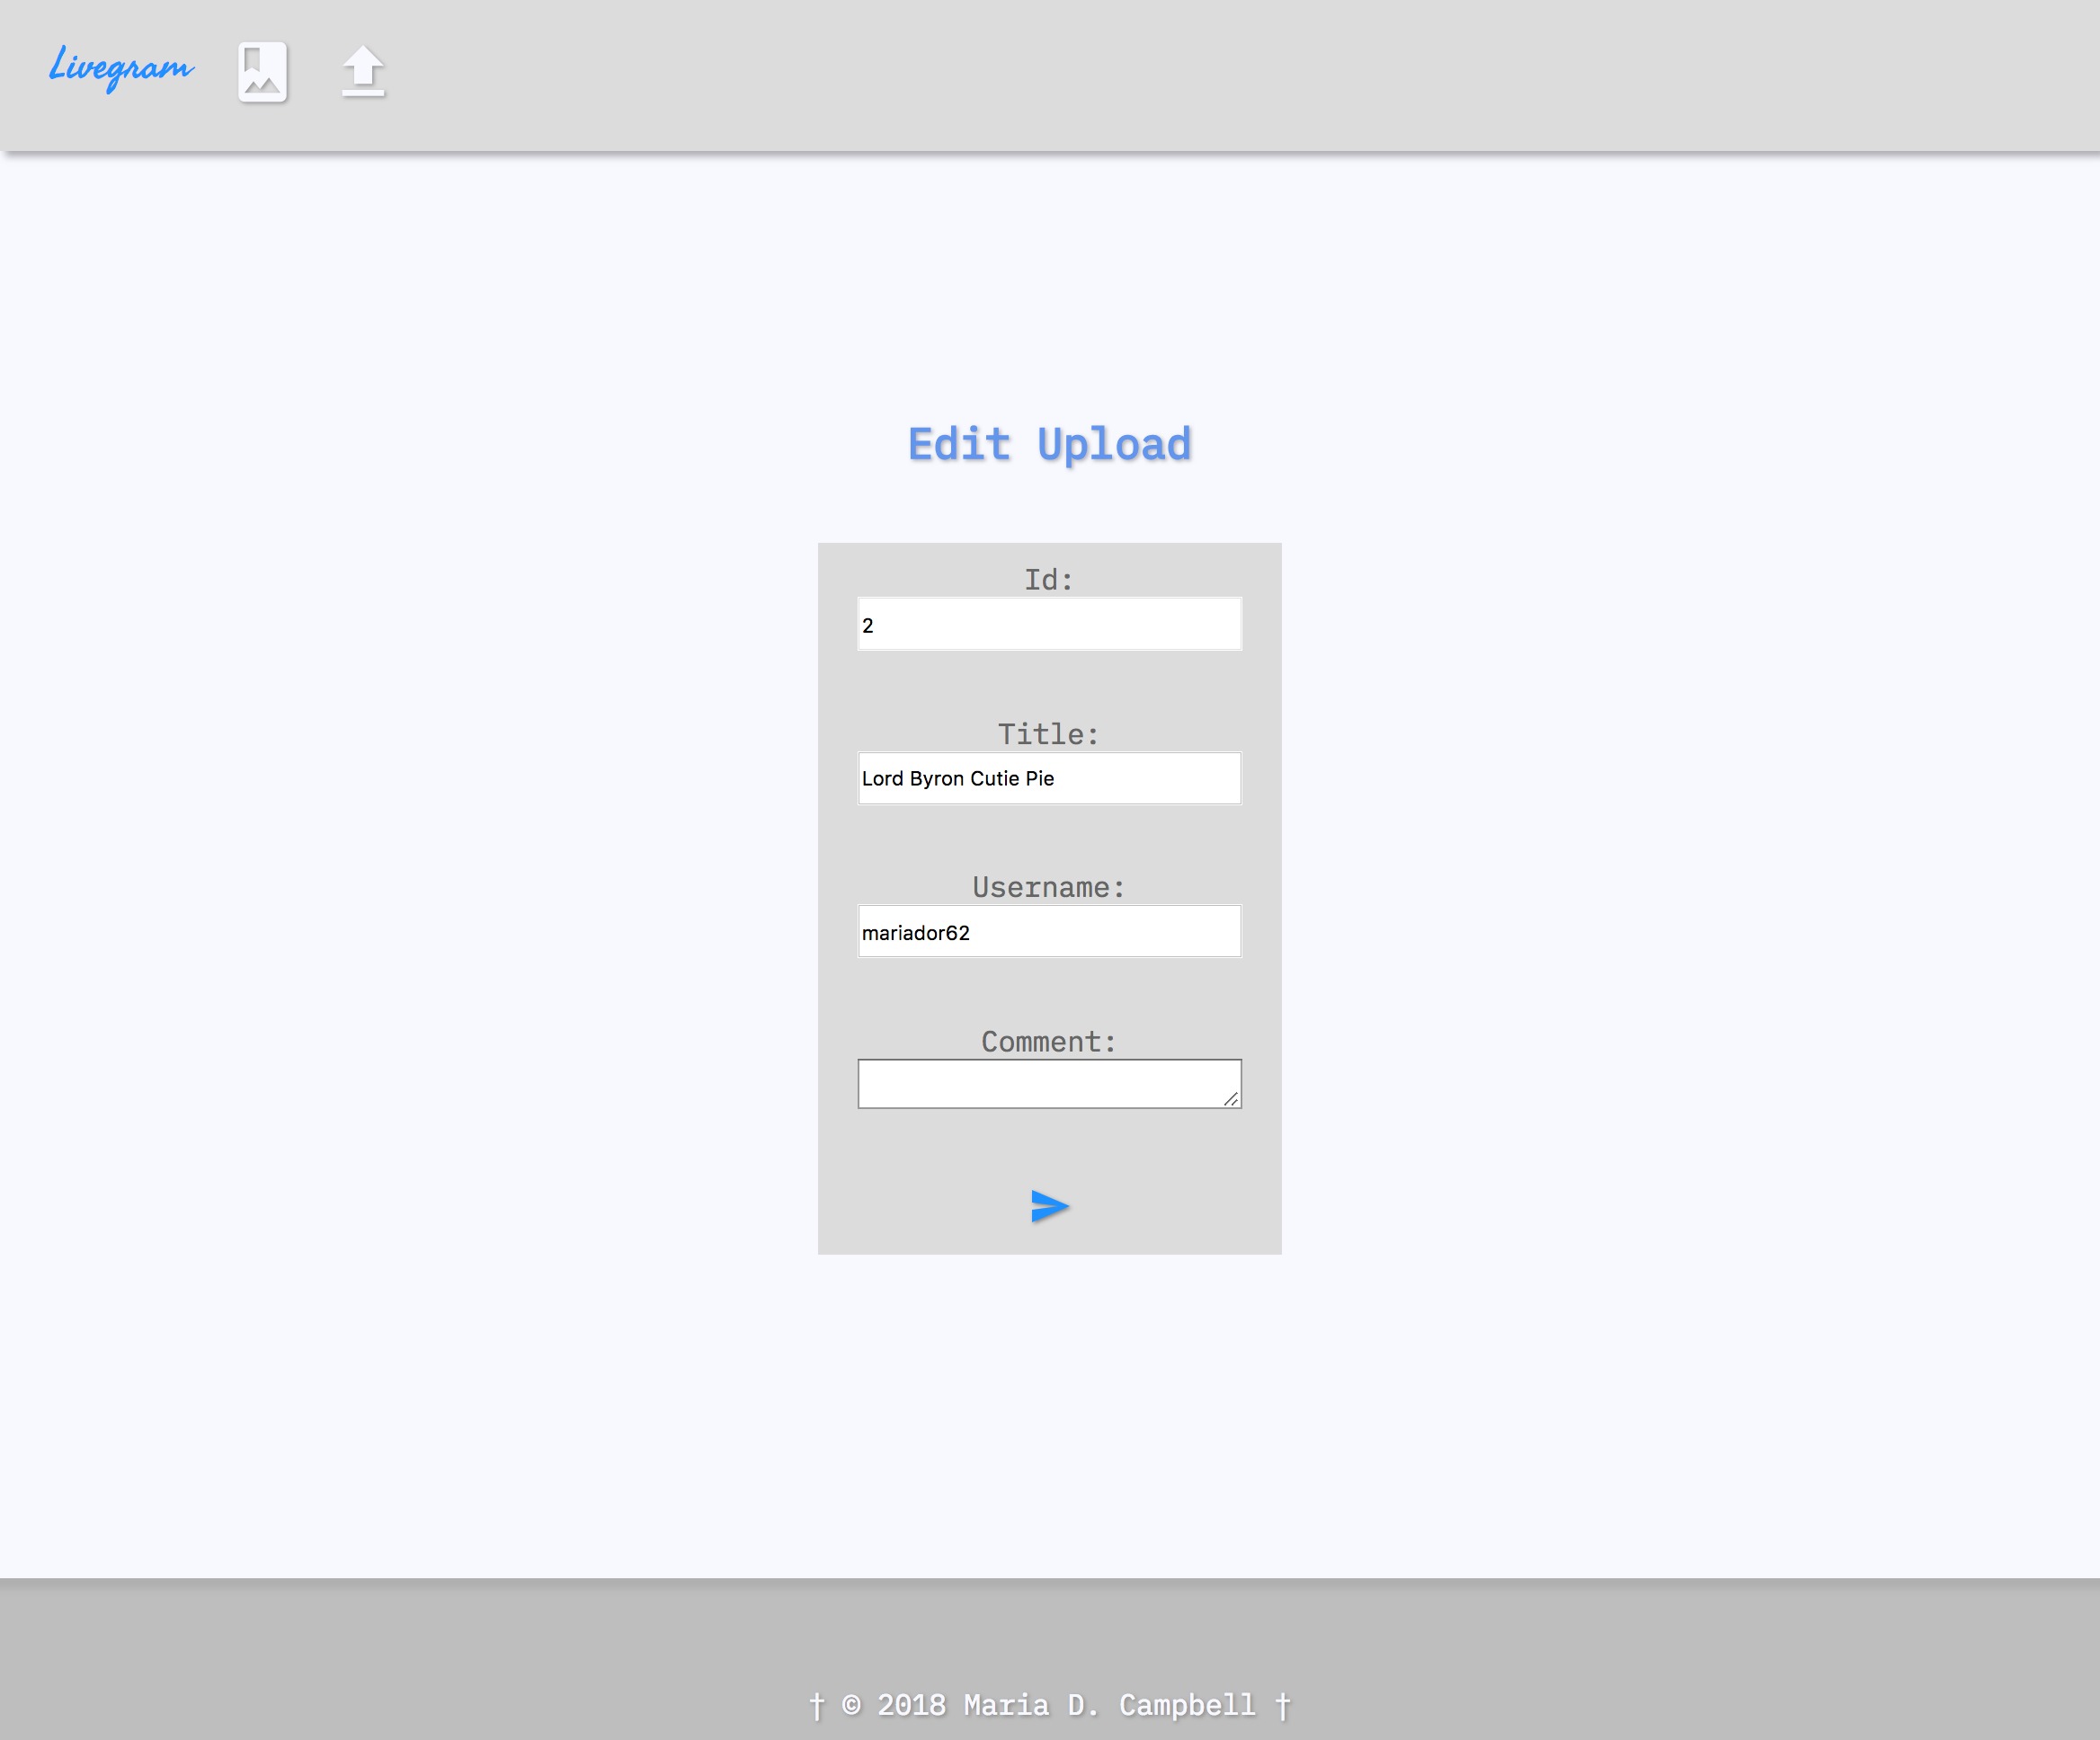 Livegram
Edit Upload
Id:
2
Title:
Lord Byron Cutie Pie
Username:
mariador62
Comment:
† © 2018 Maria D. Campbell †